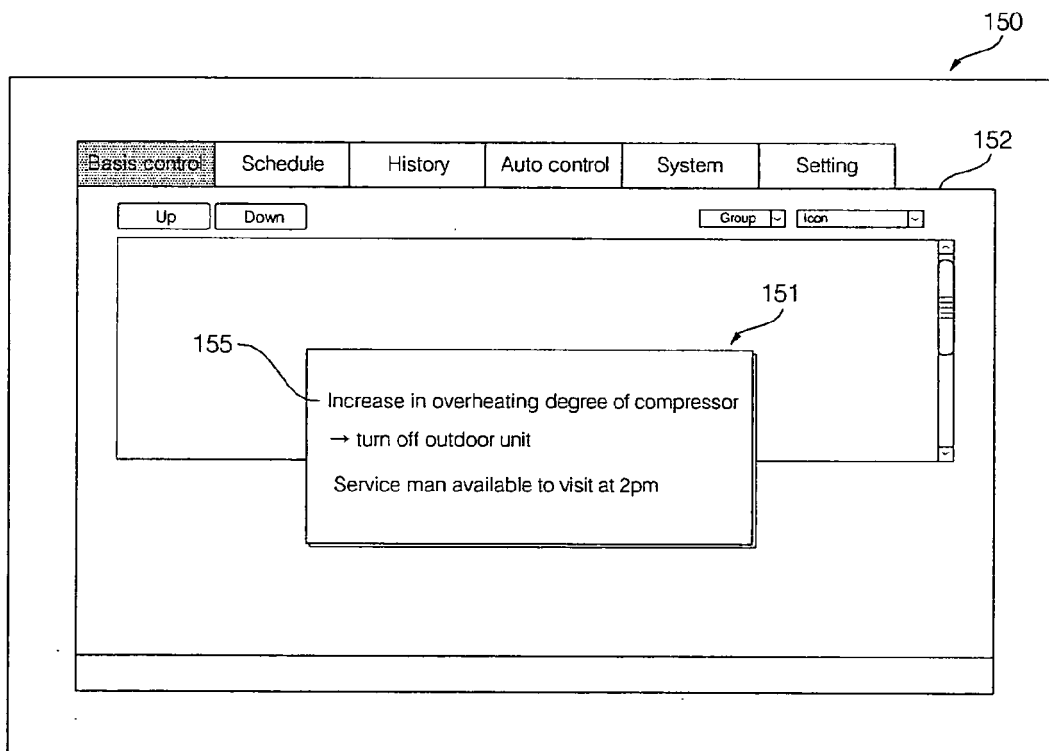 150
152
Basis control Schedule History Auto control System Setting
Up Down Group Icon
151
155
Increase in overheating degree of compressor
→ turn off outdoor unit
Service man available to visit at 2pm